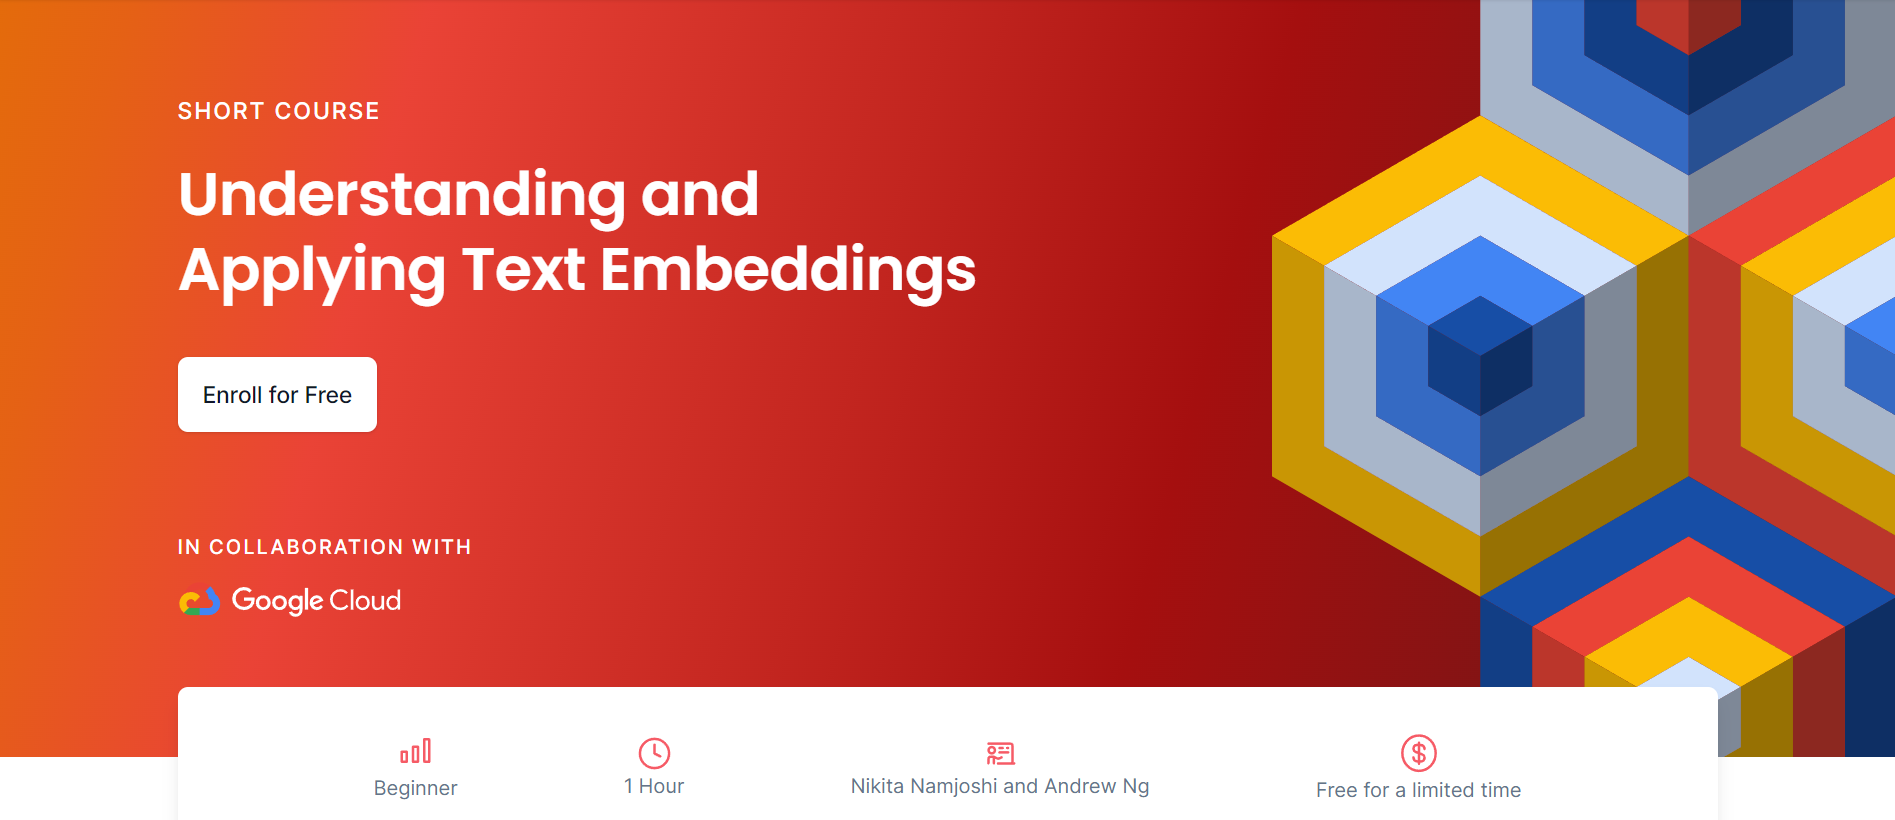 SHORT COURSE
Understanding and
Applying Text Embeddings
Enroll for Free
IN COLLABORATION WITH
Google Cloud
Beginner
1 Hour
Nikita Namjoshi and Andrew Ng
Free for a limited time